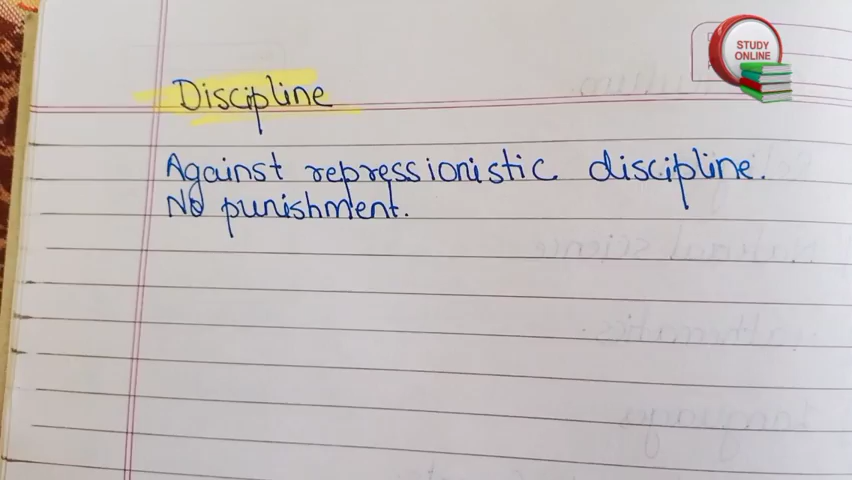 STUDY
ONLINE
Discipline
Against repressionistic discipline.
No punishment.